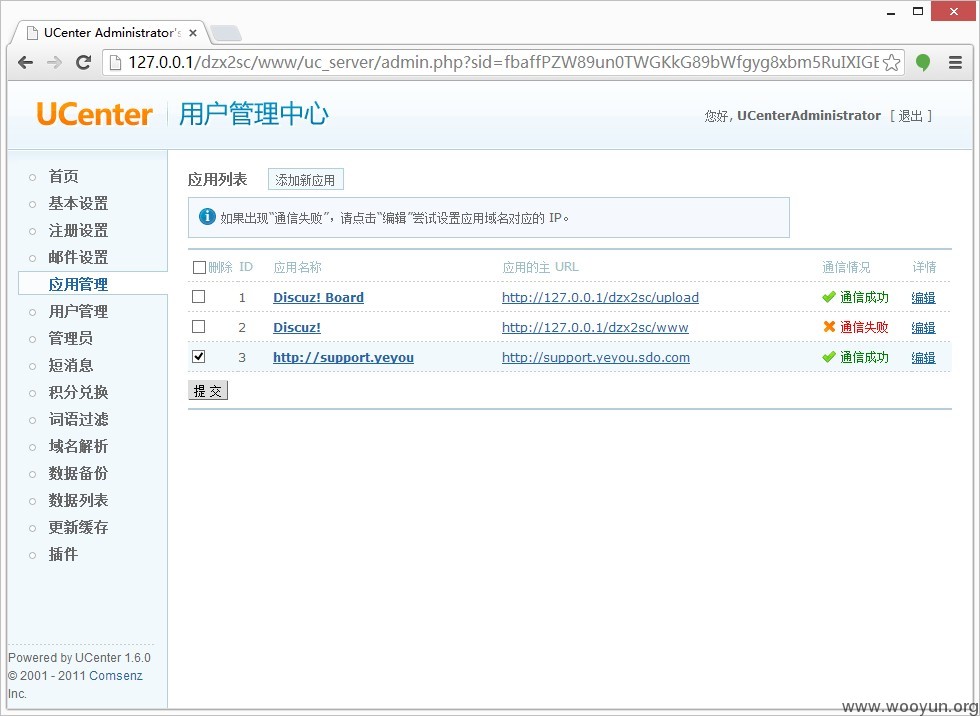 UCenter Administrator's
127.0.0.1/dzx2sc/www/uc_server/admin.php?sid=fbaffPZW89un0TWGKkG89bWfgyg8xbm5RuIXIGE
UCenter 用户管理中心
您好, UCenterAdministrator [ 退出 ]
首页
基本设置
注册设置
邮件设置
应用管理
用户管理
管理员
短消息
积分兑换
词语过滤
域名解析
数据备份
数据列表
更新缓存
插件
应用列表 添加新应用
如果出现“通信失败”，请点击“编辑”尝试设置应用域名对应的 IP。
删除 ID 应用名称 应用的主 URL 通信情况 详情
1 Discuz! Board http://127.0.0.1/dzx2sc/upload 通信成功 编辑
2 Discuz! http://127.0.0.1/dzx2sc/www 通信失败 编辑
3 http://support.yeyou http://support.yeyou.sdo.com 通信成功 编辑
提 交
Powered by UCenter 1.6.0
© 2001 - 2011 Comsenz
Inc.
www.wooyun.org